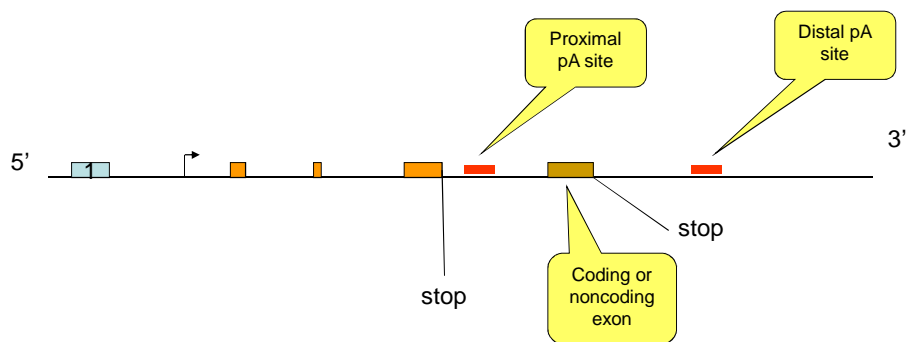 Proximal
pA site
Distal pA
site
5’
3’
1
stop
stop
Coding or
noncoding
exon